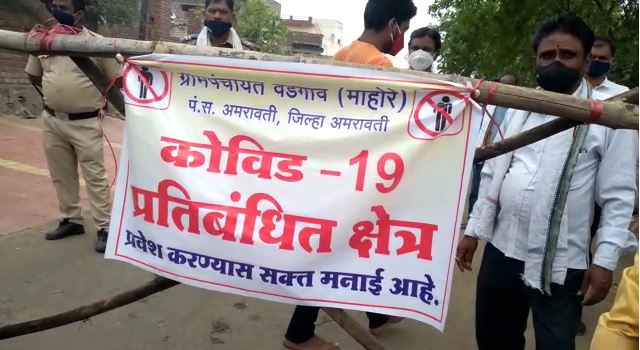 ग्रामपंचायत वडगाव (माहोरे)
पं.स. अमरावती, जिल्हा अमरावती
कोविड -19
प्रतिबंधित क्षेत्र
प्रवेश करण्यास सक्त मनाई आहे.